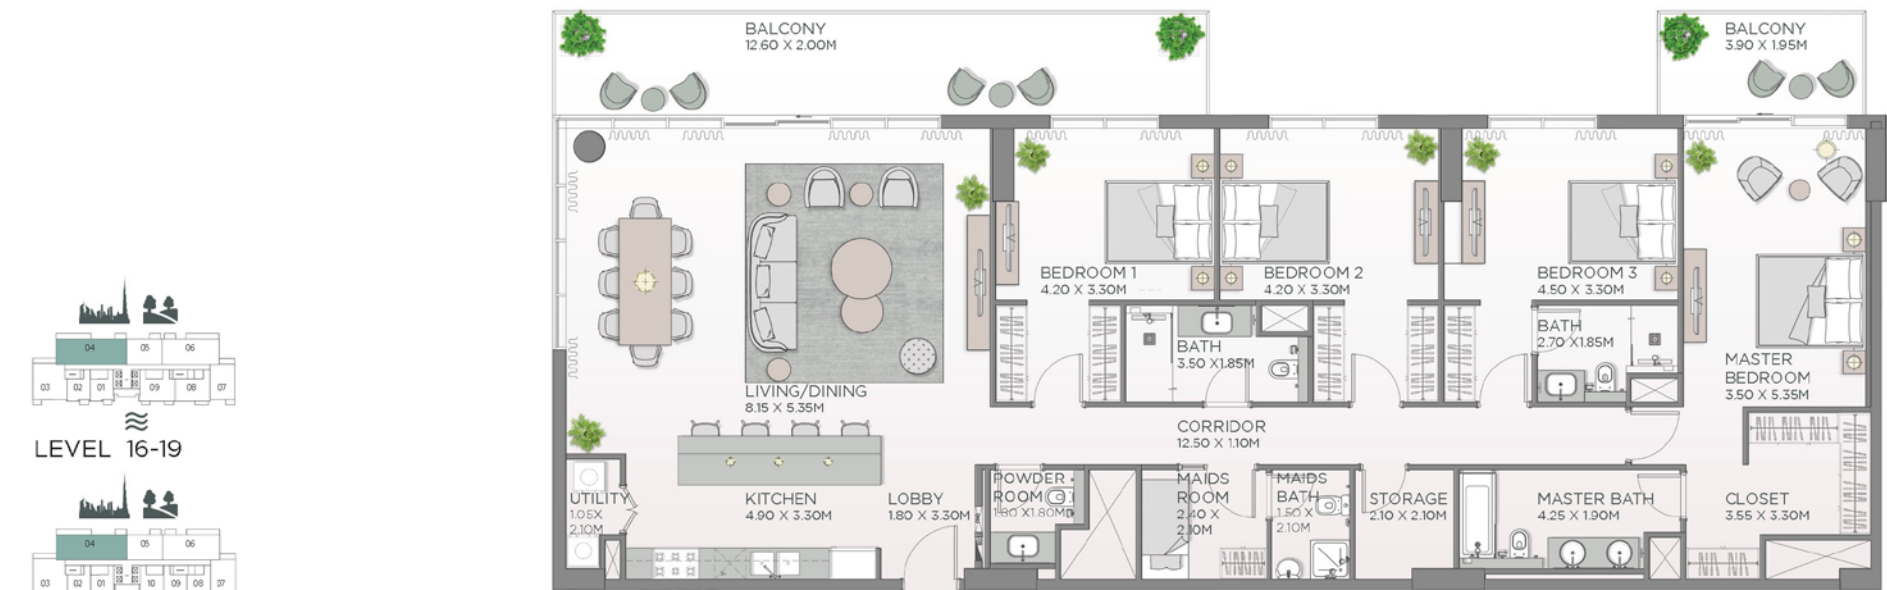 BALCONY
12.60 X 2.00M
BALCONY
3.90 X 1.95M
BEDROOM 1
4.20 X 3.30M
BEDROOM 2
4.20 X 3.30M
BEDROOM 3
4.50 X 3.30M
BATH
3.50 X1.85M
BATH
2.70 X1.85M
MASTER
BEDROOM
3.50 X 5.35M
LIVING/DINING
8.15 X 5.35M
CORRIDOR
12.50 X 1.10M
UTILITY
1.05X
2.10M
KITCHEN
4.90 X 3.30M
LOBBY
1.80 X 3.30M
POWDER
ROOM
1.80 X1.80M
MAIDS
ROOM
2.40 X
2.10M
MAIDS
BATH
1.50 X
2.10M
STORAGE
2.10 X 2.10M
MASTER BATH
4.25 X 1.90M
CLOSET
3.55 X 3.30M
04 05 06
03 02 01 09 08 07
LEVEL 16-19
04 05 06
03 02 01 10 09 08 07